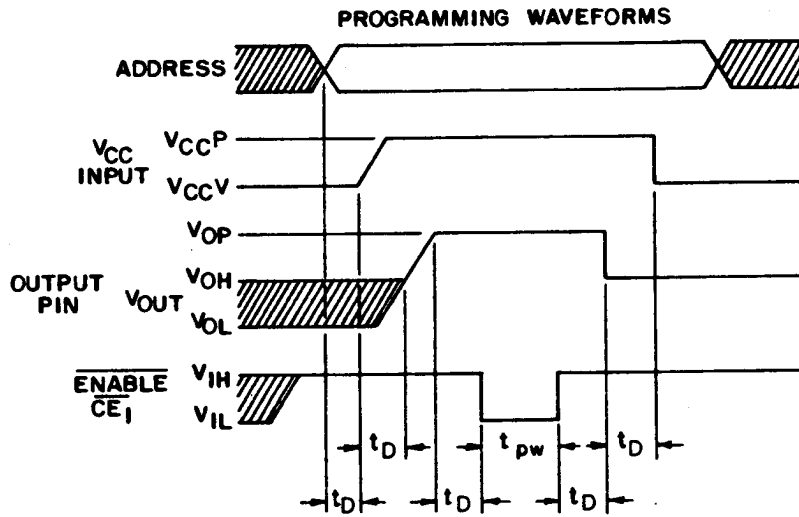 PROGRAMMING WAVEFORMS
ADDRESS
VCC INPUT
VCCP
VCCV
OUTPUT PIN
VOUT
VOP
VOH
VOL
ENABLE
CE1
VIH
VIL
tD
tpw
tD
tD
tD
tD